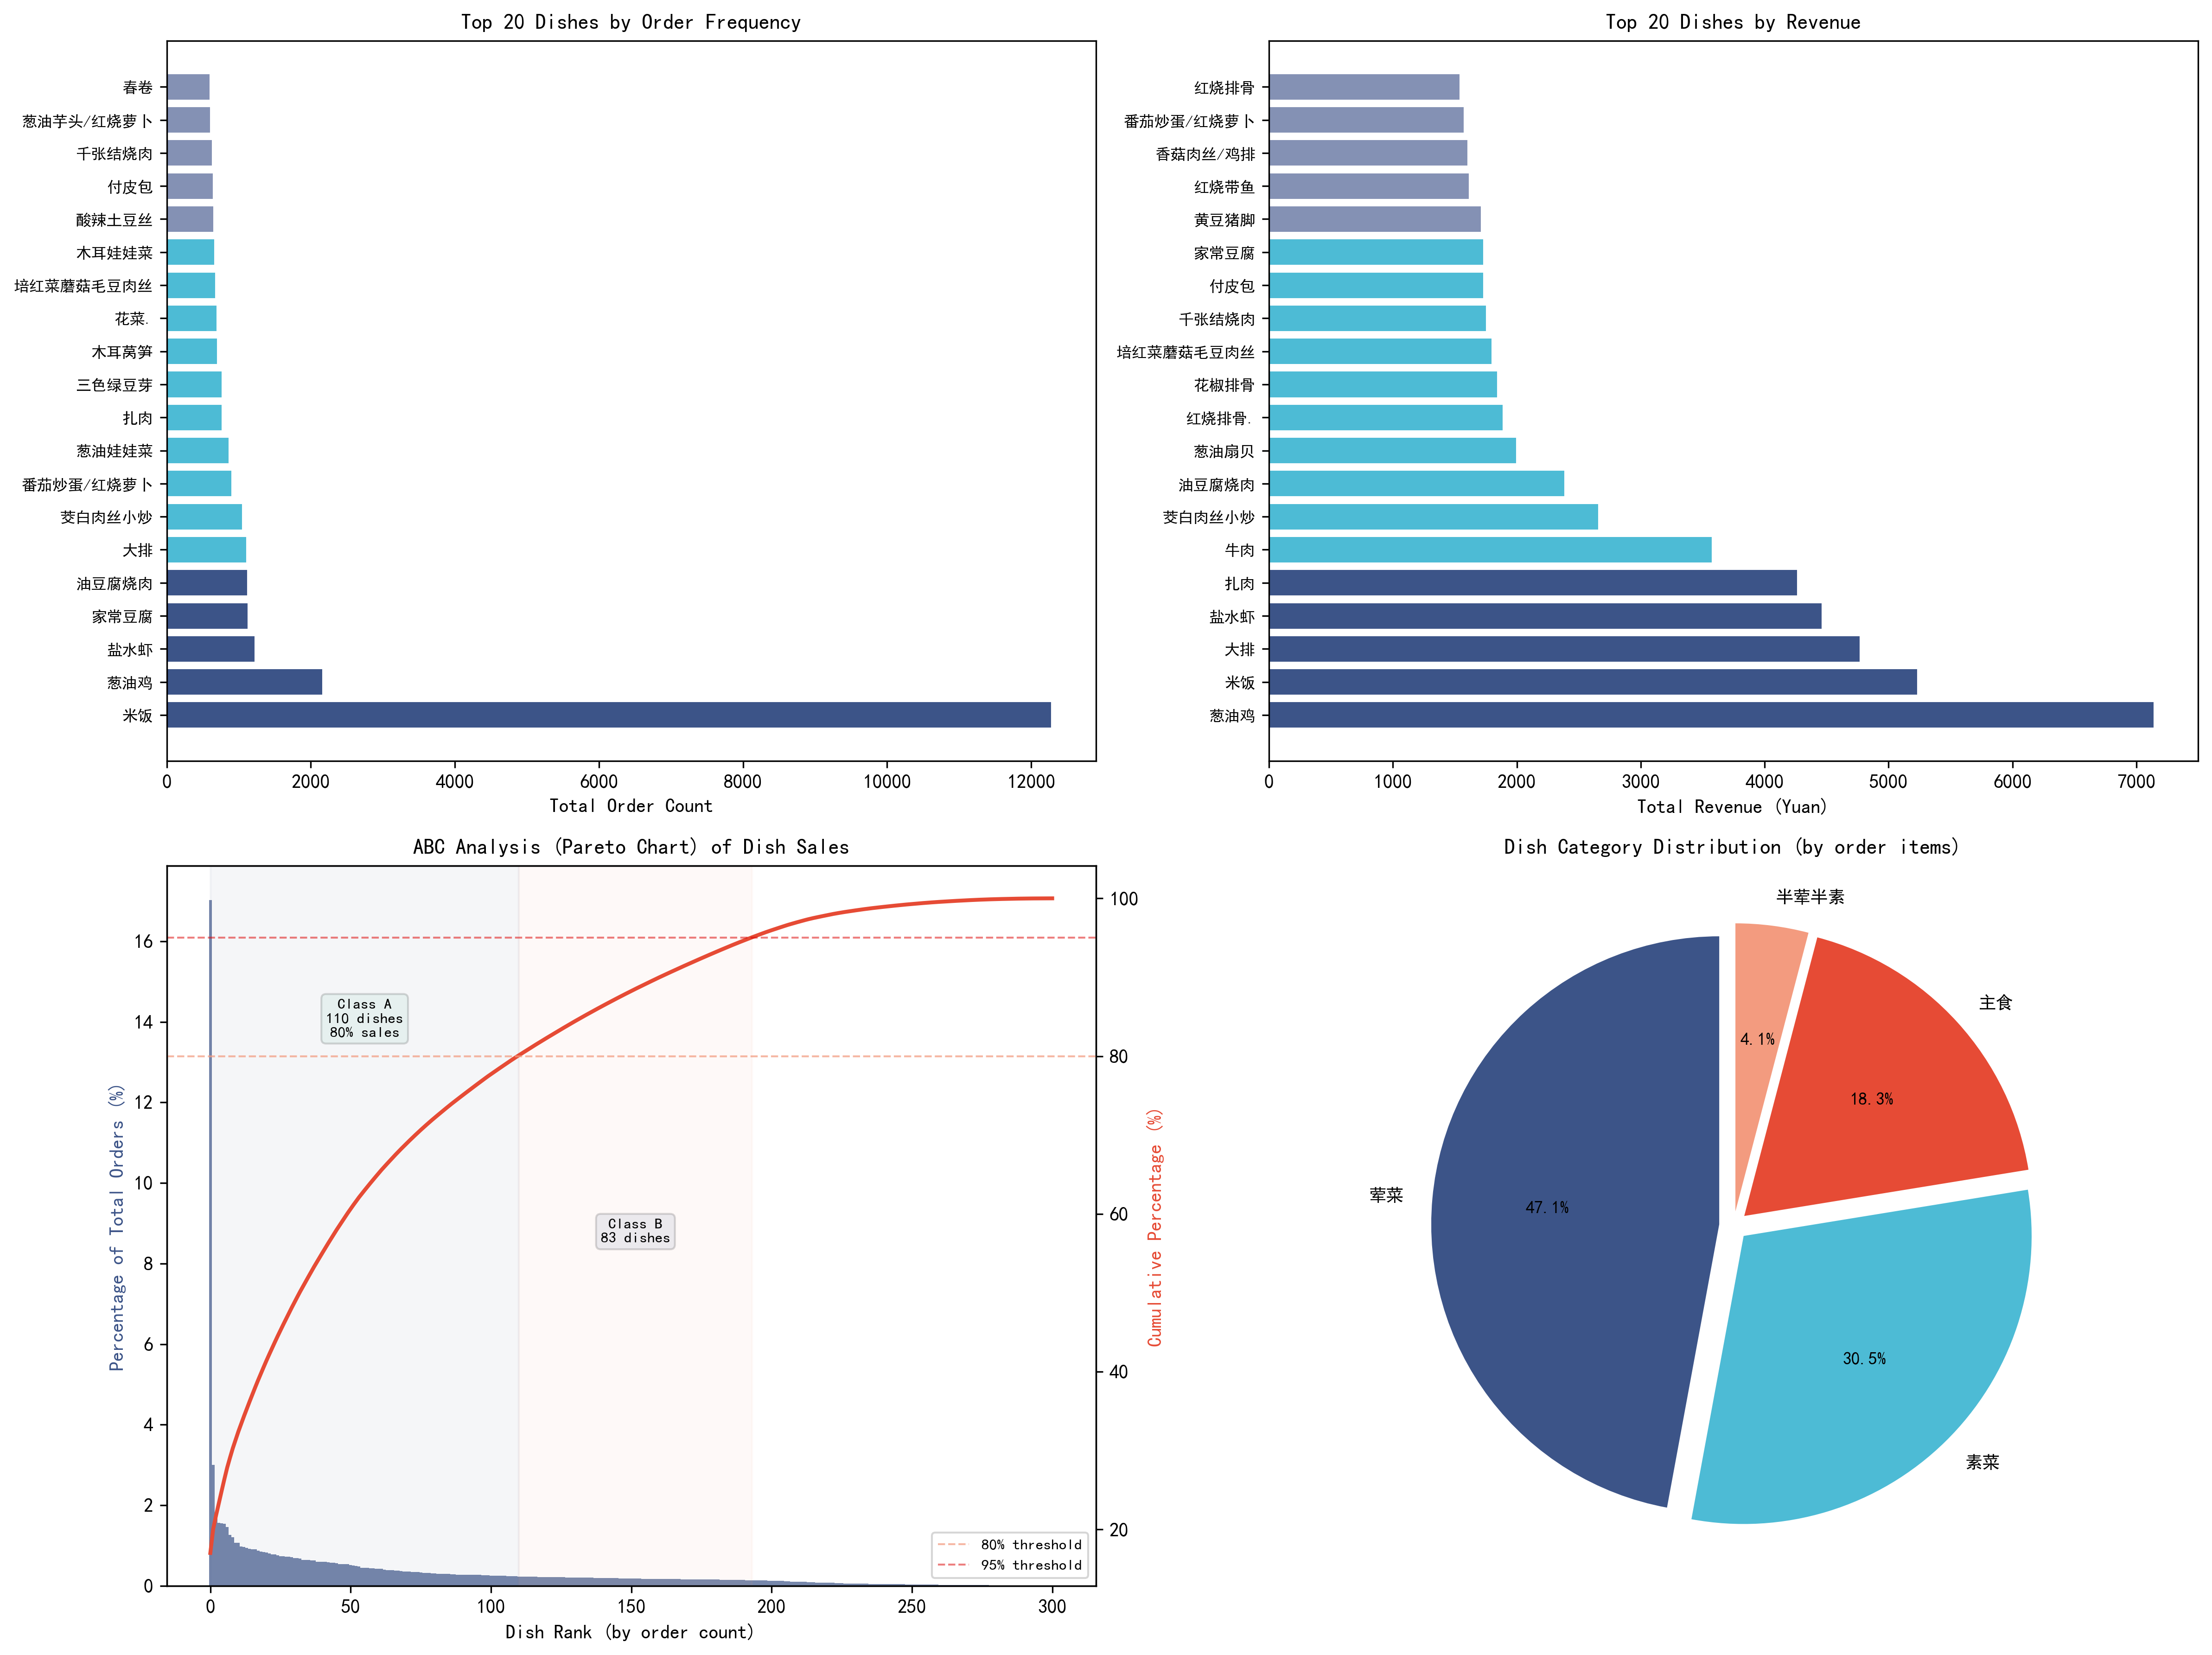 Top 20 Dishes by Order Frequency
春卷
葱油芋头/红烧萝卜
千张结烧肉
付皮包
酸辣土豆丝
木耳娃娃菜
培红菜蘑菇毛豆肉丝
花菜.
木耳莴笋
三色绿豆芽
扎肉
葱油娃娃菜
番茄炒蛋/红烧萝卜
茭白肉丝小炒
大排
油豆腐烧肉
家常豆腐
盐水虾
葱油鸡
米饭
0 2000 4000 6000 8000 10000 12000
Total Order Count
Top 20 Dishes by Revenue
红烧排骨
番茄炒蛋/红烧萝卜
香菇肉丝/鸡排
红烧带鱼
黄豆猪脚
家常豆腐
付皮包
千张结烧肉
培红菜蘑菇毛豆肉丝
花椒排骨
红烧排骨.
葱油扇贝
油豆腐烧肉
茭白肉丝小炒
牛肉
扎肉
盐水虾
大排
米饭
葱油鸡
0 1000 2000 3000 4000 5000 6000 7000
Total Revenue (Yuan)
ABC Analysis (Pareto Chart) of Dish Sales
Percentage of Total Orders (%)
16
14
12
10
8
6
4
2
0
Class A
110 dishes
80% sales
Class B
83 dishes
100
80
60
40
20
Cumulative Percentage (%)
80% threshold
95% threshold
0 50 100 150 200 250 300
Dish Rank (by order count)
Dish Category Distribution (by order items)
半荤半素
4.1%
主食
18.3%
荤菜
47.1%
30.5%
素菜